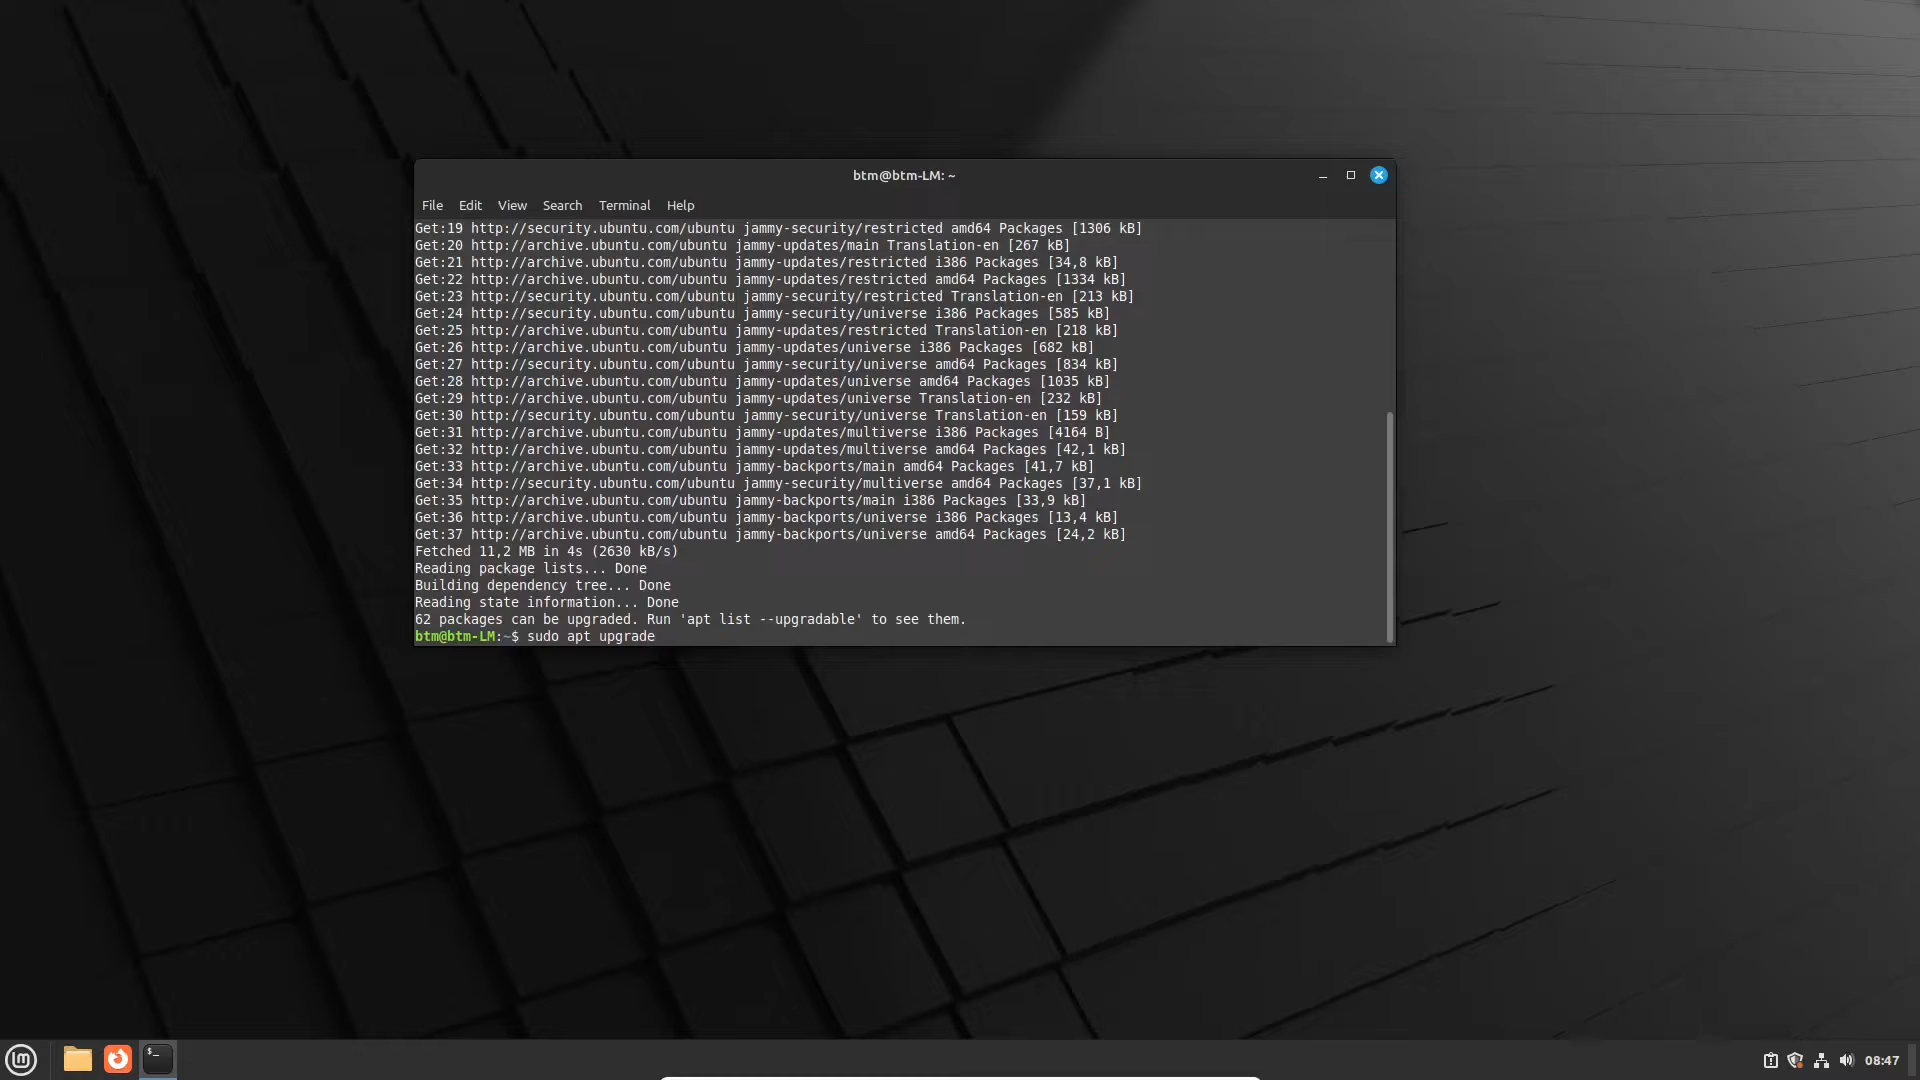 btm@btm-LM: ~
File Edit View Search Terminal Help
Get:19 http://security.ubuntu.com/ubuntu jammy-security/restricted amd64 Packages [1306 kB]
Get:20 http://archive.ubuntu.com/ubuntu jammy-updates/main Translation-en [267 kB]
Get:21 http://archive.ubuntu.com/ubuntu jammy-updates/restricted i386 Packages [34,8 kB]
Get:22 http://archive.ubuntu.com/ubuntu jammy-updates/restricted amd64 Packages [1334 kB]
Get:23 http://security.ubuntu.com/ubuntu jammy-security/restricted Translation-en [213 kB]
Get:24 http://security.ubuntu.com/ubuntu jammy-security/universe i386 Packages [585 kB]
Get:25 http://archive.ubuntu.com/ubuntu jammy-updates/restricted Translation-en [218 kB]
Get:26 http://archive.ubuntu.com/ubuntu jammy-updates/universe i386 Packages [682 kB]
Get:27 http://security.ubuntu.com/ubuntu jammy-security/universe amd64 Packages [834 kB]
Get:28 http://archive.ubuntu.com/ubuntu jammy-updates/universe amd64 Packages [1035 kB]
Get:29 http://archive.ubuntu.com/ubuntu jammy-updates/universe Translation-en [232 kB]
Get:30 http://security.ubuntu.com/ubuntu jammy-security/universe Translation-en [159 kB]
Get:31 http://archive.ubuntu.com/ubuntu jammy-updates/multiverse i386 Packages [4164 B]
Get:32 http://archive.ubuntu.com/ubuntu jammy-updates/multiverse amd64 Packages [42,1 kB]
Get:33 http://archive.ubuntu.com/ubuntu jammy-backports/main amd64 Packages [41,7 kB]
Get:34 http://security.ubuntu.com/ubuntu jammy-security/multiverse amd64 Packages [37,1 kB]
Get:35 http://archive.ubuntu.com/ubuntu jammy-backports/main i386 Packages [33,9 kB]
Get:36 http://archive.ubuntu.com/ubuntu jammy-backports/universe i386 Packages [13,4 kB]
Get:37 http://archive.ubuntu.com/ubuntu jammy-backports/universe amd64 Packages [24,2 kB]
Fetched 11,2 MB in 4s (2630 kB/s)
Reading package lists... Done
Building dependency tree... Done
Reading state information... Done
62 packages can be upgraded. Run 'apt list --upgradable' to see them.
btm@btm-LM:~$ sudo apt upgrade
08:47